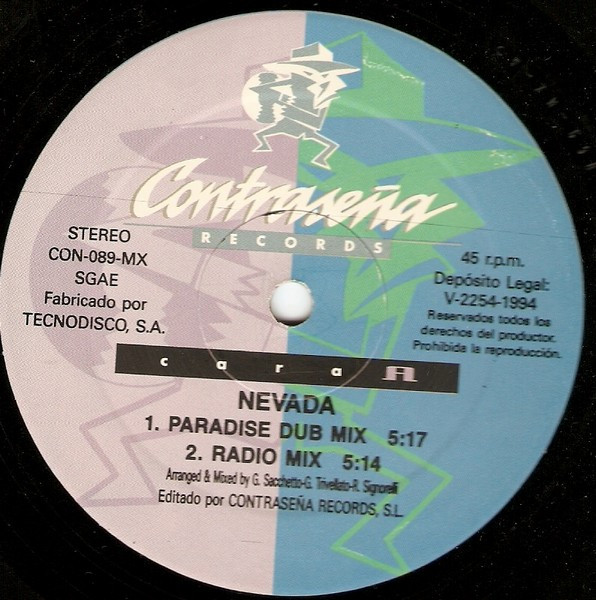 Contraseña
RECORDS
STEREO
CON-089-MX
SGAE
Fabricado por
TECNODISCO, S.A.
45 r.p.m.
Depósito Legal:
V-2254-1994
Reservados todos los
derechos del productor.
Prohibida la reproducción.
cara A
NEVADA
1. PARADISE DUB MIX 5:17
2. RADIO MIX 5:14
Arranged & Mixed by G. Sacchetto-G. Trivellato-R. Signorelli
Editado por CONTRASEÑA RECORDS, S.L.